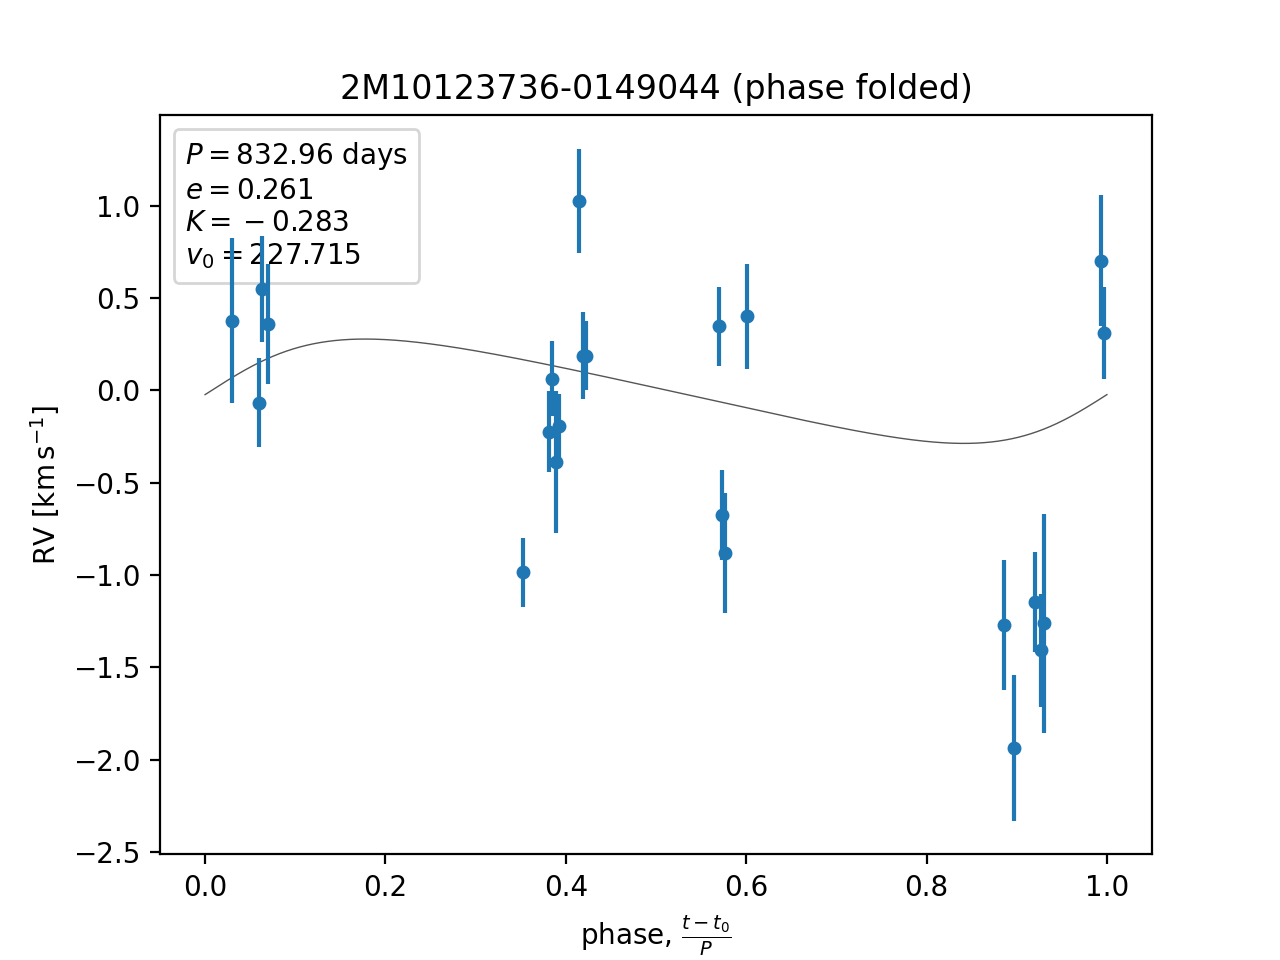 2M10123736-0149044 (phase folded)
P = 832.96 days
e = 0.261
K = −0.283
v₀ = 227.715
1.0
0.5
0.0
−0.5
−1.0
−1.5
−2.0
−2.5
RV [km s⁻¹]
0.0 0.2 0.4 0.6 0.8 1.0
phase, (t − t₀)/P